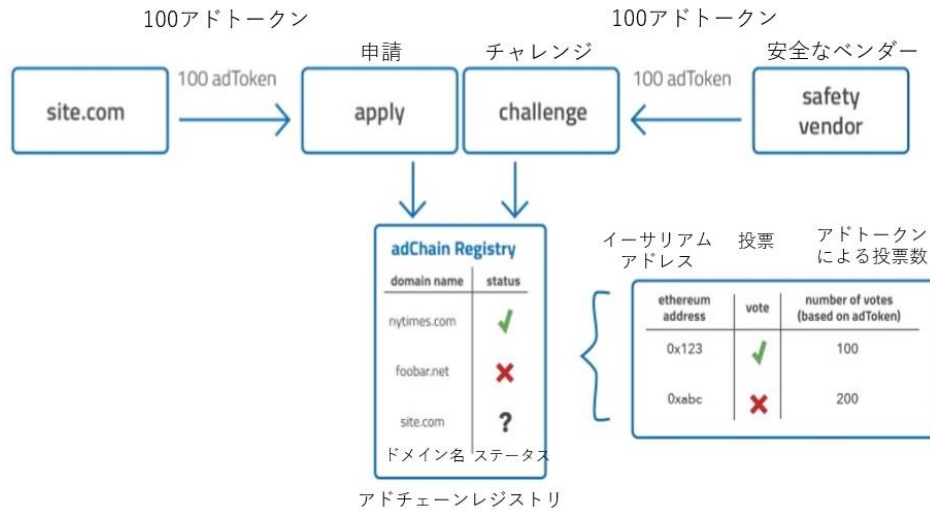 100アドトークン
100アドトークン
申請
チャレンジ
安全なベンダー
site.com
100 adToken
apply
challenge
100 adToken
safety
vendor
adChain Registry
domain name status
nytimes.com
foobar.net
site.com ?
ドメイン名 ステータス
アドチェーンレジストリ
イーサリアム
アドレス
投票
アドトークン
による投票数
ethereum
address
vote
number of votes
(based on adToken)
0x123 100
0xabc 200